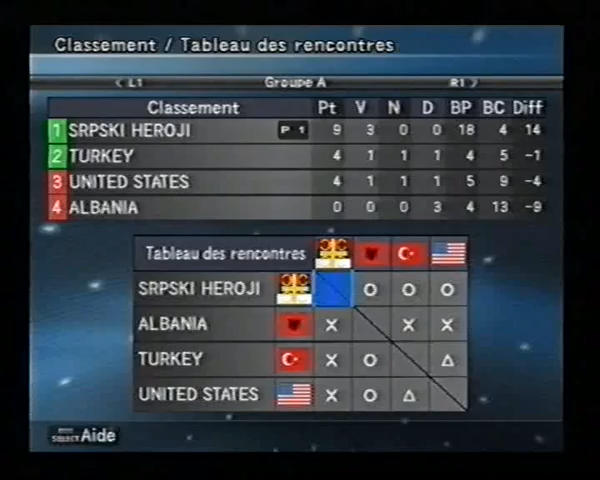 Classement / Tableau des rencontres
< L1 Groupe A R1 >
Classement Pt V N D BP BC Diff
1 SRPSKI HEROJI P 1 9 3 0 0 18 4 14
2 TURKEY 4 1 1 1 4 5 -1
3 UNITED STATES 4 1 1 1 5 9 -4
4 ALBANIA 0 0 0 3 4 13 -9
Tableau des rencontres
SRPSKI HEROJI O O O
ALBANIA X X X
TURKEY X O △
UNITED STATES X O △
SELECT Aide